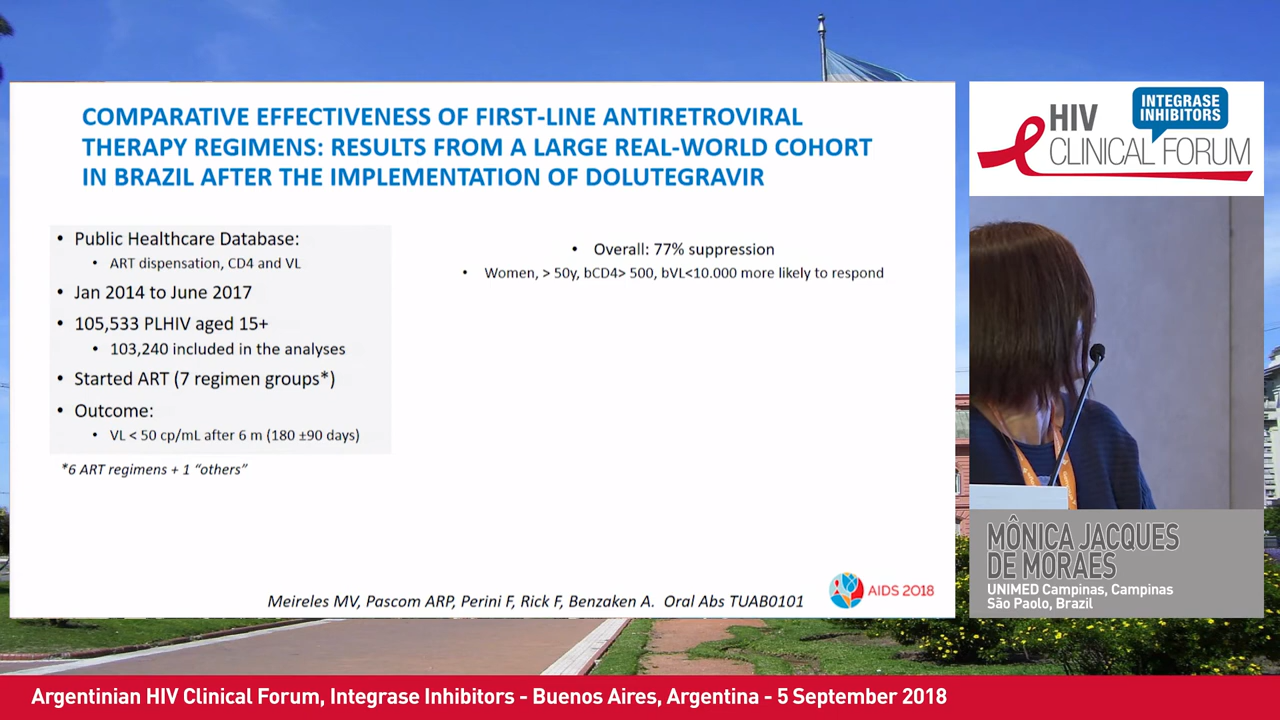 COMPARATIVE EFFECTIVENESS OF FIRST-LINE ANTIRETROVIRAL
THERAPY REGIMENS: RESULTS FROM A LARGE REAL-WORLD COHORT
IN BRAZIL AFTER THE IMPLEMENTATION OF DOLUTEGRAVIR
• Public Healthcare Database:
• ART dispensation, CD4 and VL
• Jan 2014 to June 2017
• 105,533 PLHIV aged 15+
• 103,240 included in the analyses
• Started ART (7 regimen groups*)
• Outcome:
• VL < 50 cp/mL after 6 m (180 ±90 days)
*6 ART regimens + 1 “others”
• Overall: 77% suppression
• Women, > 50y, bCD4> 500, bVL<10.000 more likely to respond
Meireles MV, Pascom ARP, Perini F, Rick F, Benzaken A. Oral Abs TUAB0101
AIDS 2018
HIV
INTEGRASE
INHIBITORS
CLINICAL FORUM
MÔNICA JACQUES
DE MORAES
UNIMED Campinas, Campinas
São Paolo, Brazil
Argentinian HIV Clinical Forum, Integrase Inhibitors - Buenos Aires, Argentina - 5 September 2018